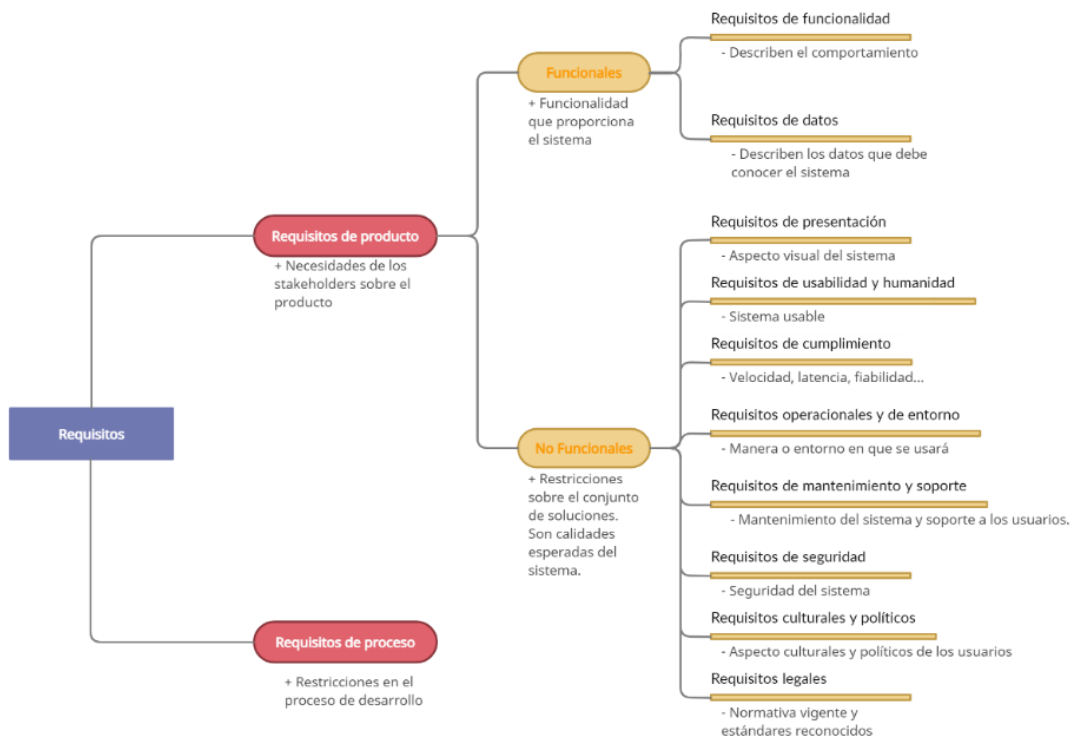 Requisitos
Requisitos de producto
+ Necesidades de los
stakeholders sobre el
producto
Funcionales
+ Funcionalidad
que proporciona
el sistema
Requisitos de funcionalidad
- Describen el comportamiento
Requisitos de datos
- Describen los datos que debe
conocer el sistema
No Funcionales
+ Restricciones
sobre el conjunto
de soluciones.
Son calidades
esperadas del
sistema.
Requisitos de presentación
- Aspecto visual del sistema
Requisitos de usabilidad y humanidad
- Sistema usable
Requisitos de cumplimiento
- Velocidad, latencia, fiabilidad...
Requisitos operacionales y de entorno
- Manera o entorno en que se usará
Requisitos de mantenimiento y soporte
- Mantenimiento del sistema y soporte a los usuarios.
Requisitos de seguridad
- Seguridad del sistema
Requisitos culturales y políticos
- Aspecto culturales y políticos de los usuarios
Requisitos legales
- Normativa vigente y
estándares reconocidos
Requisitos de proceso
+ Restricciones en el
proceso de desarrollo